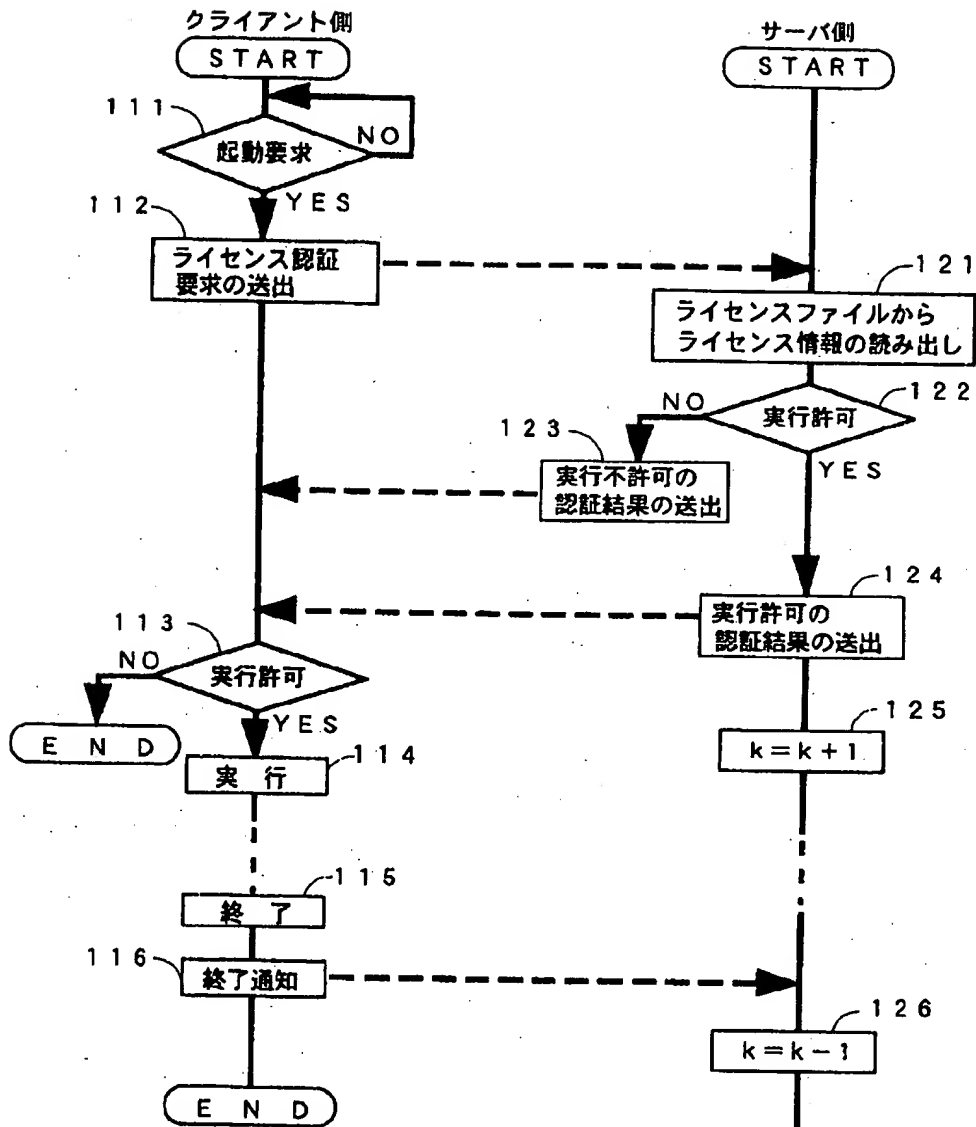 クライアント側
START
111
NO
起動要求
YES
112
ライセンス認証
要求の送出
サーバ側
START
121
ライセンスファイルから
ライセンス情報の読み出し
122
NO
実行許可
YES
123
実行不許可の
認証結果の送出
124
実行許可の
認証結果の送出
113
NO
実行許可
YES
END
114
実行
125
k=k+1
115
終了
116
終了通知
126
k=k-1
END